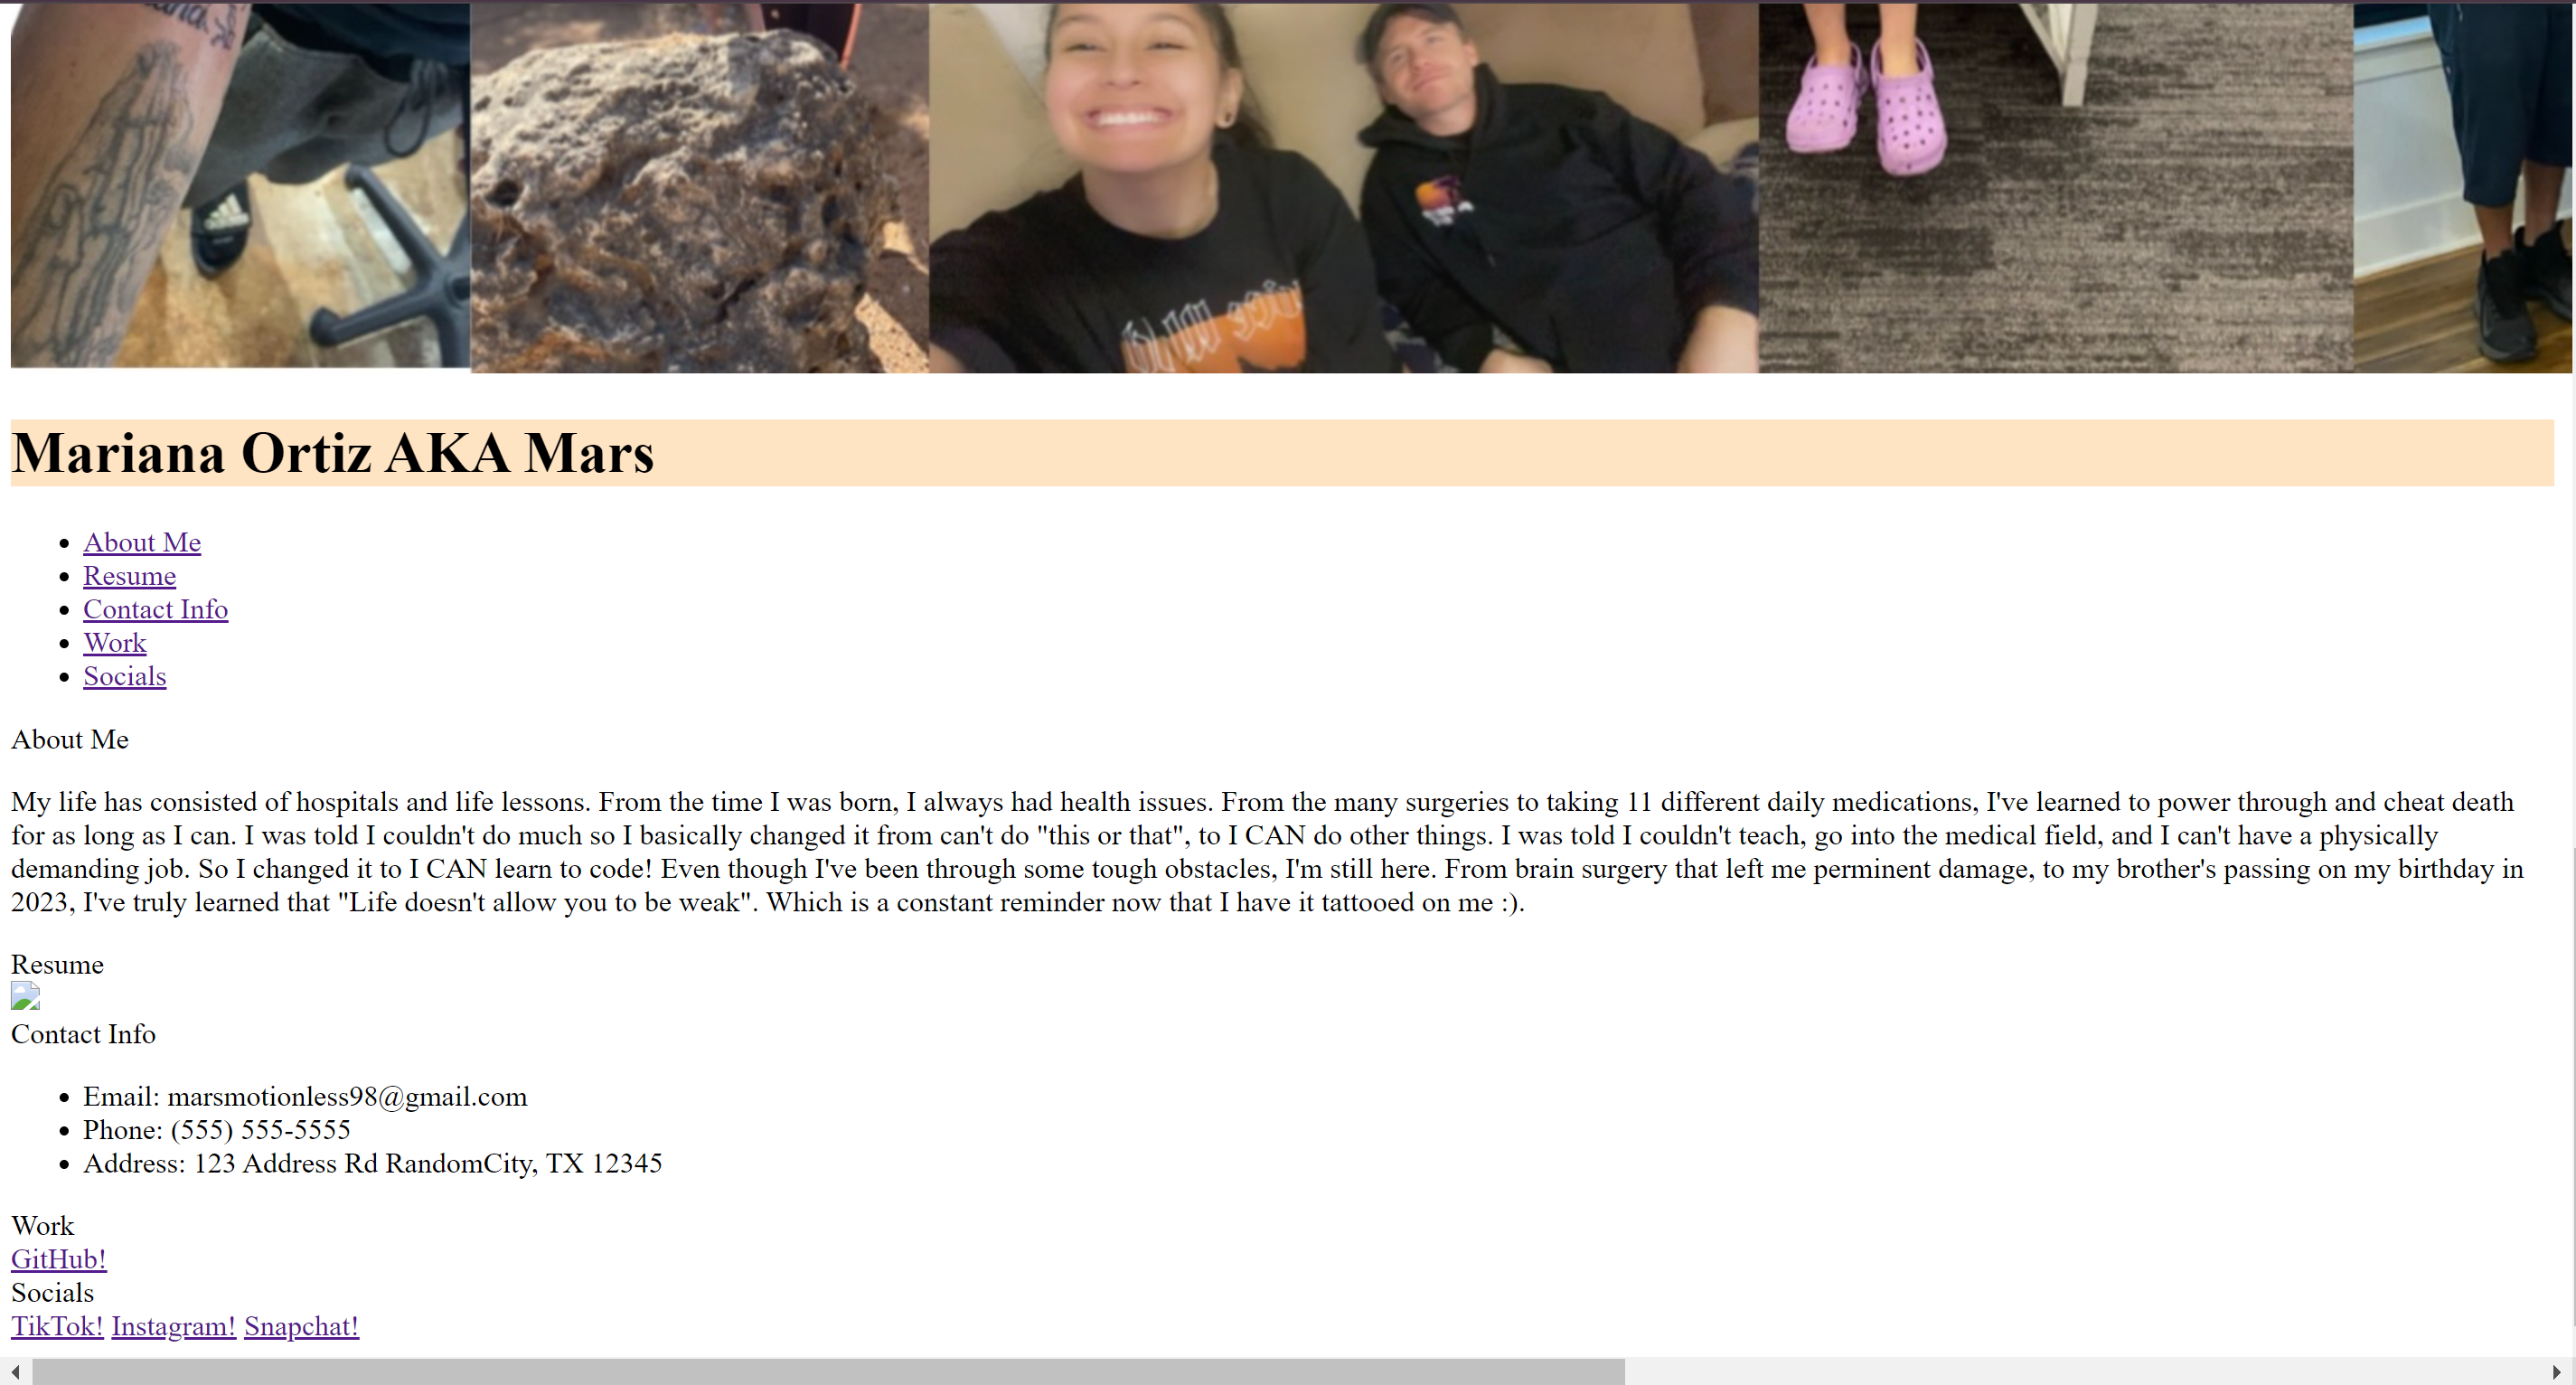 Mariana Ortiz AKA Mars
About Me
Resume
Contact Info
Work
Socials
About Me
My life has consisted of hospitals and life lessons. From the time I was born, I always had health issues. From the many surgeries to taking 11 different daily medications, I've learned to power through and cheat death
for as long as I can. I was told I couldn't do much so I basically changed it from can't do "this or that", to I CAN do other things. I was told I couldn't teach, go into the medical field, and I can't have a physically
demanding job. So I changed it to I CAN learn to code! Even though I've been through some tough obstacles, I'm still here. From brain surgery that left me perminent damage, to my brother's passing on my birthday in
2023, I've truly learned that "Life doesn't allow you to be weak". Which is a constant reminder now that I have it tattooed on me :).
Resume
Contact Info
Email: marsmotionless98@gmail.com
Phone: (555) 555-5555
Address: 123 Address Rd RandomCity, TX 12345
Work
GitHub!
Socials
TikTok! Instagram! Snapchat!